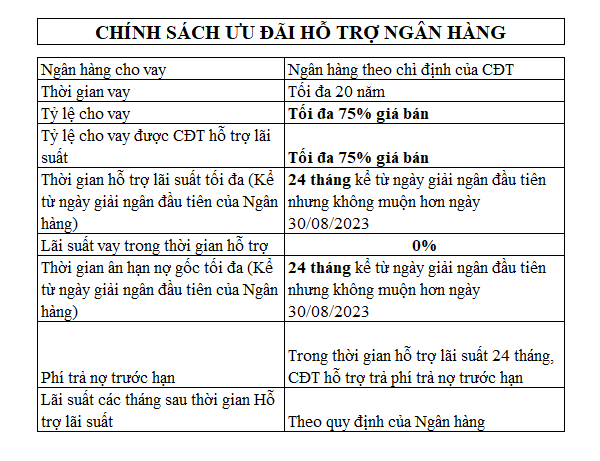 CHÍNH SÁCH ƯU ĐÃI HỖ TRỢ NGÂN HÀNG
Ngân hàng cho vay
Ngân hàng theo chỉ định của CĐT
Thời gian vay
Tối đa 20 năm
Tỷ lệ cho vay
Tối đa 75% giá bán
Tỷ lệ cho vay được CĐT hỗ trợ lãi
suất
Tối đa 75% giá bán
Thời gian hỗ trợ lãi suất tối đa (Kể
từ ngày giải ngân đầu tiên của Ngân
hàng)
24 tháng kể từ ngày giải ngân đầu tiên
nhưng không muộn hơn ngày
30/08/2023
Lãi suất vay trong thời gian hỗ trợ
0%
Thời gian ân hạn nợ gốc tối đa (Kể
từ ngày giải ngân đầu tiên của Ngân
hàng)
24 tháng kể từ ngày giải ngân đầu tiên
nhưng không muộn hơn ngày
30/08/2023
Phí trả nợ trước hạn
Trong thời gian hỗ trợ lãi suất 24 tháng,
CĐT hỗ trợ trả phí trả nợ trước hạn
Lãi suất các tháng sau thời gian Hỗ
trợ lãi suất
Theo quy định của Ngân hàng